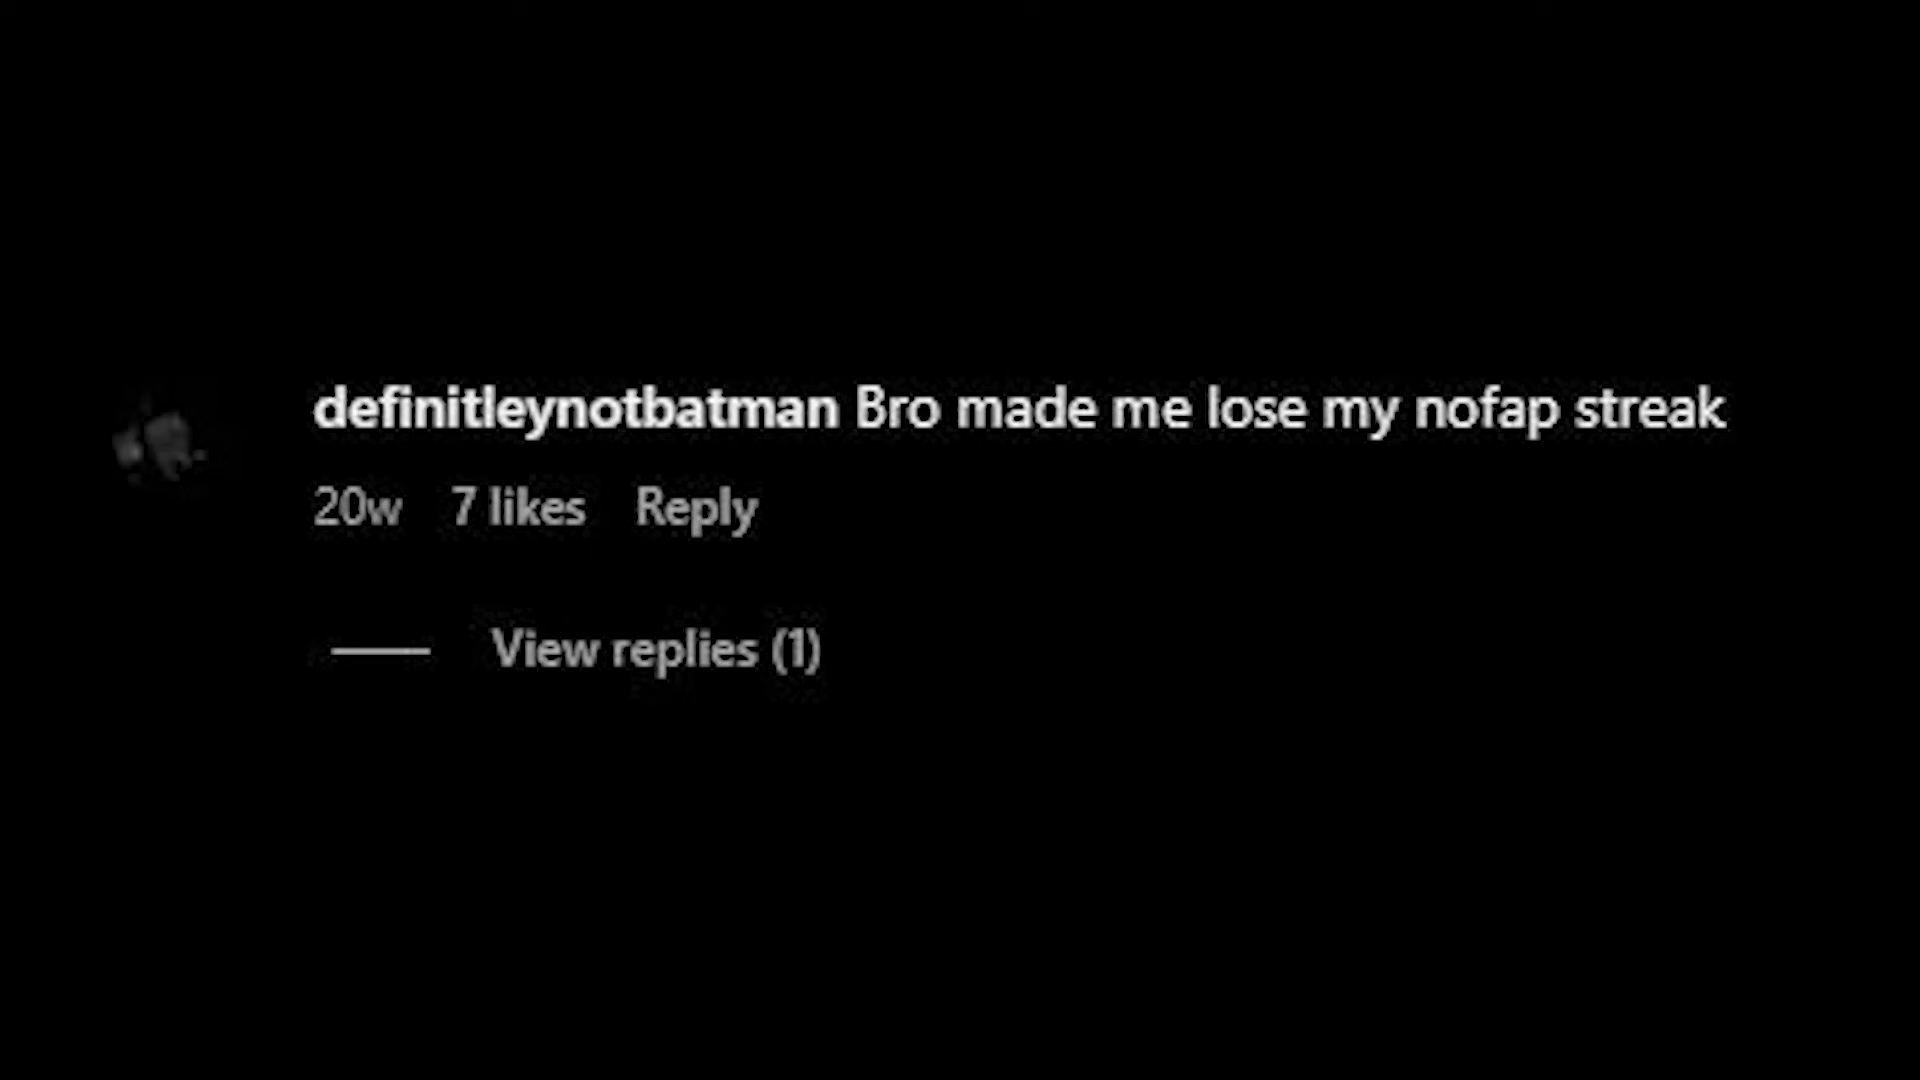 definitleynotbatman Bro made me lose my nofap streak
20w 7 likes Reply
View replies (1)